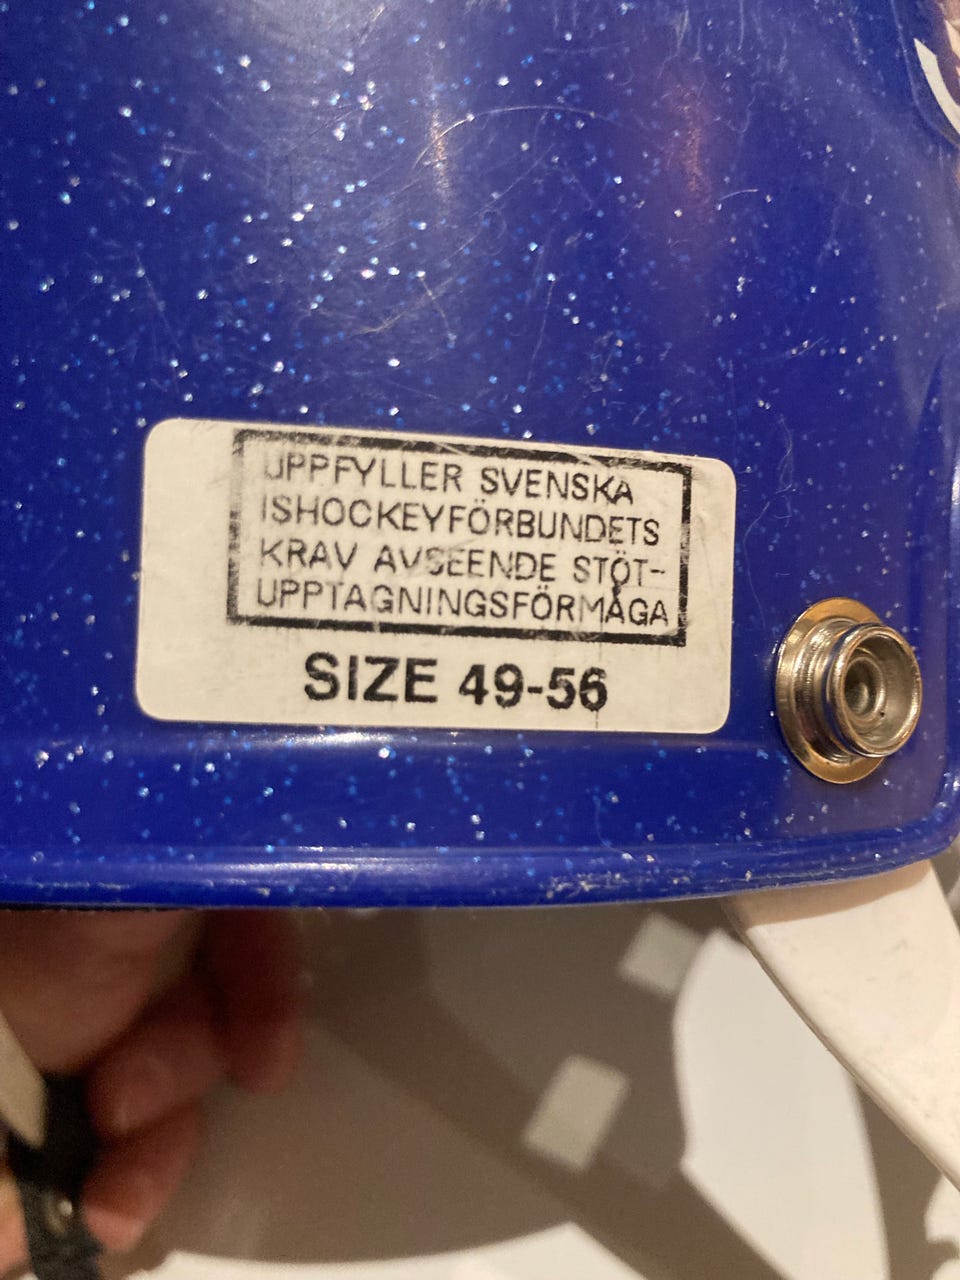 UPPFYLLER SVENSKA
ISHOCKEYFÖRBUNDETS
KRAV AVSEENDE STÖT-
UPPTAGNINGSFÖRMÅGA
SIZE 49-56